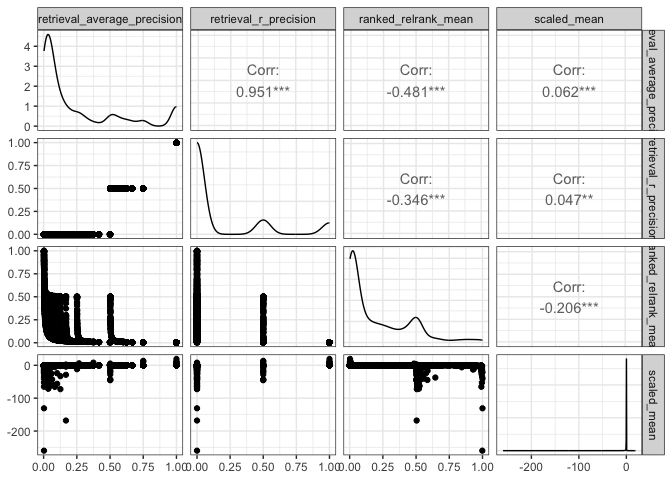 retrieval_average_precision retrieval_r_precision ranked_relrank_mean scaled_mean
4
3
2
1
0
Corr:
0.951***
Corr:
-0.481***
Corr:
0.062***
eval_average_preci
1.00
0.75
0.50
0.25
0.00
Corr:
-0.346***
Corr:
0.047**
etrieval_r_precision
1.00
0.75
0.50
0.25
0.00
Corr:
-0.206***
anked_relrank_mea
0
-100
-200
scaled_mean
0.00 0.25 0.50 0.75 1.00 0.00 0.25 0.50 0.75 1.00 0.00 0.25 0.50 0.75 1.00 -200 -100 0